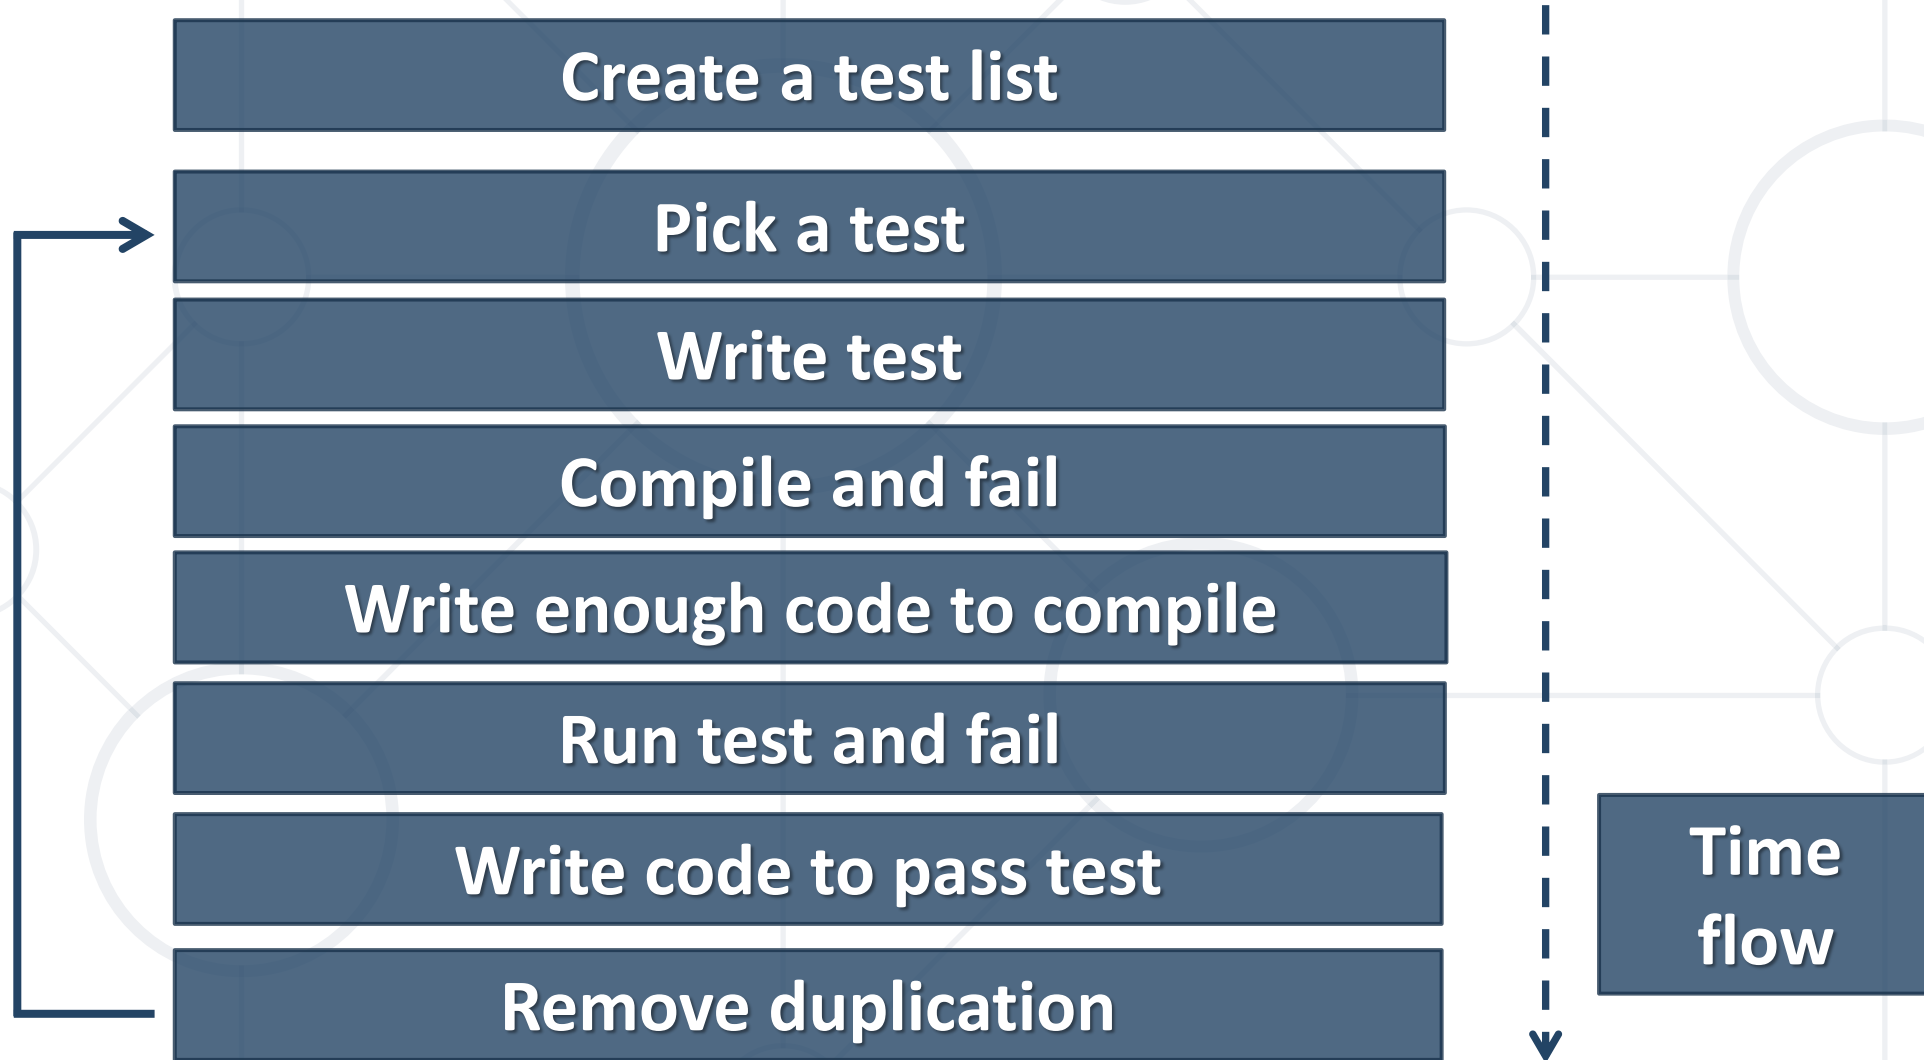 Create a test list
Pick a test
Write test
Compile and fail
Write enough code to compile
Run test and fail
Write code to pass test
Remove duplication
Time
flow